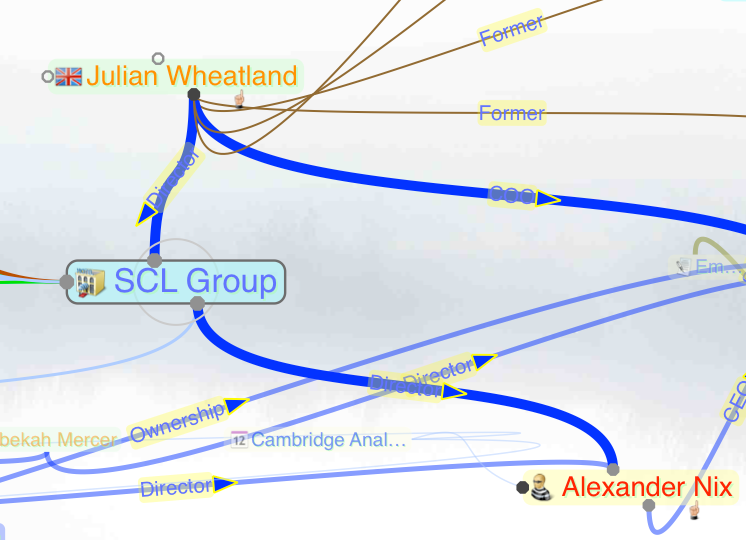 Former
Julian Wheatland
Former
Director
COO
SCL Group
Em...
Director
Director
CEO
Ownership
bekah Mercer
12
Cambridge Anal...
Director
Alexander Nix